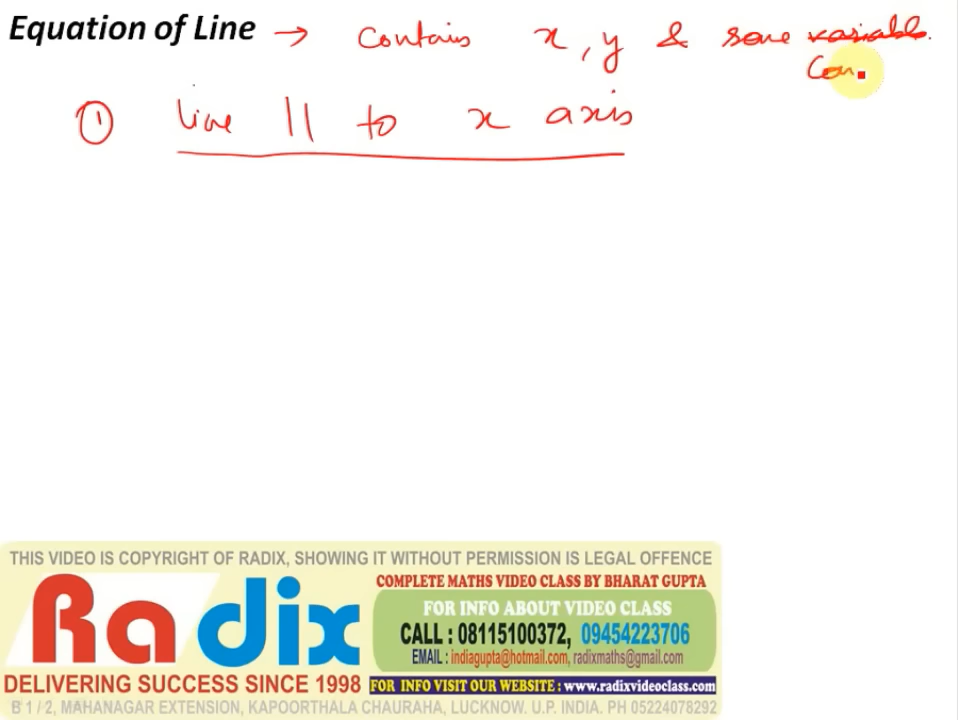 Equation of Line → Contains x, y & some variable.
Con
① line || to x axis
THIS VIDEO IS COPYRIGHT OF RADIX, SHOWING IT WITHOUT PERMISSION IS LEGAL OFFENCE
Radix
DELIVERING SUCCESS SINCE 1998
COMPLETE MATHS VIDEO CLASS BY BHARAT GUPTA
FOR INFO ABOUT VIDEO CLASS
CALL : 08115100372, 09454223706
EMAIL : indiagupta@hotmail.com, radixmaths@gmail.com
FOR INFO VISIT OUR WEBSITE : www.radixvideoclass.com
B 1 / 2, MAHANAGAR EXTENSION, KAPOORTHALA CHAURAHA, LUCKNOW. U.P. INDIA. PH 05224078292